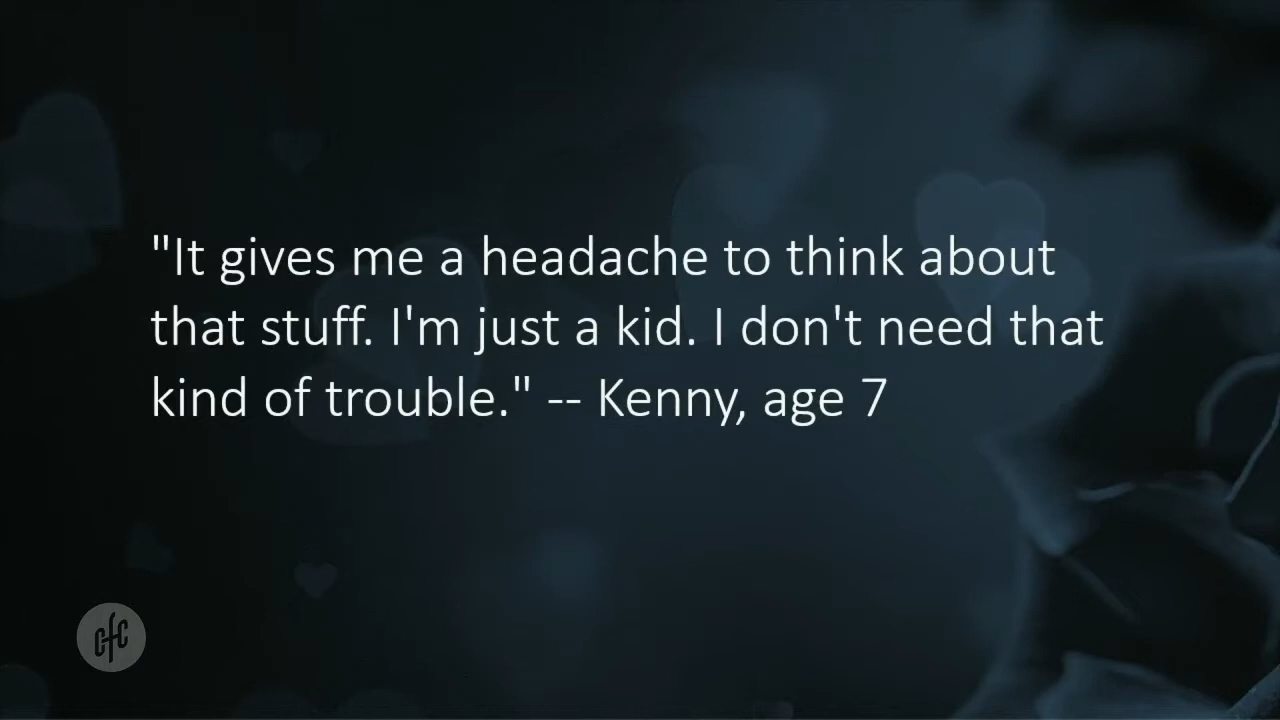 "It gives me a headache to think about
that stuff. I'm just a kid. I don't need that
kind of trouble." -- Kenny, age 7
cfc